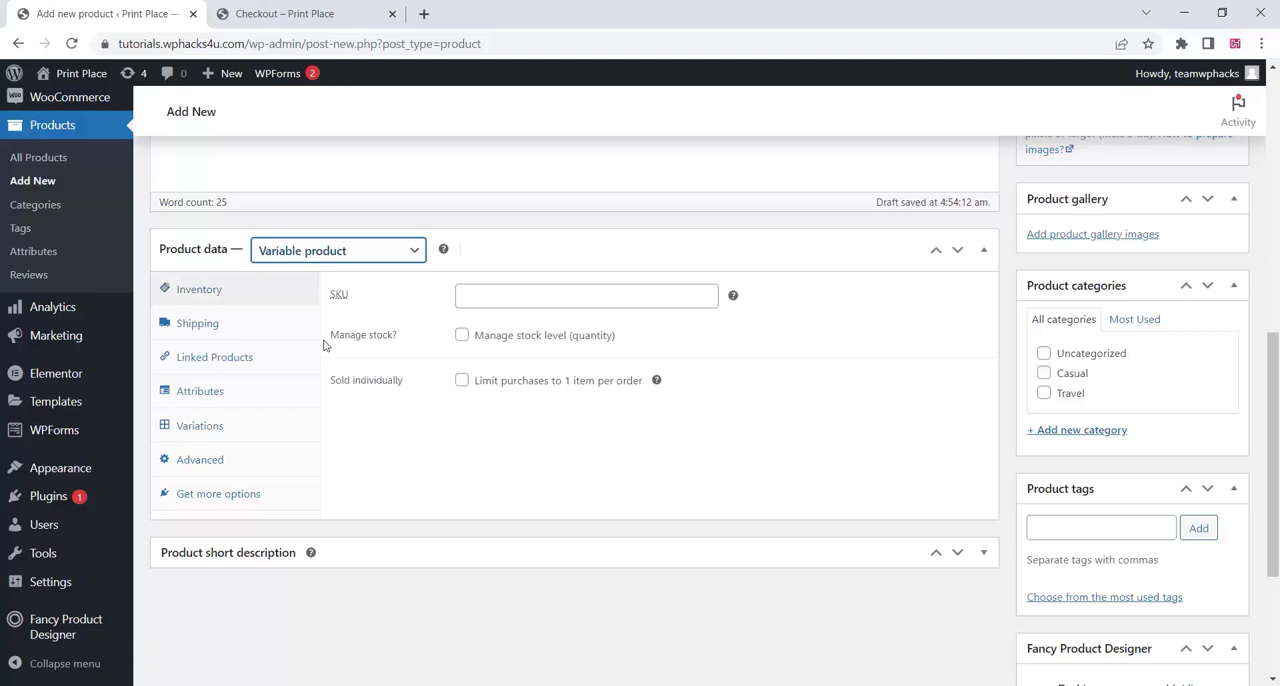 Add new product ‹ Print Place —
Checkout – Print Place
tutorials.wphacks4u.com/wp-admin/post-new.php?post_type=product
Print Place
4
0
New
WPForms 2
Howdy, teamwphacks
WooCommerce
Products
All Products
Add New
Categories
Tags
Attributes
Reviews
Analytics
Marketing
Elementor
Templates
WPForms
Appearance
Plugins 1
Users
Tools
Settings
Fancy Product
Designer
Collapse menu
Add New
Activity
Word count: 25
Draft saved at 4:54:12 am.
Product data —
Variable product
Inventory
Shipping
Linked Products
Attributes
Variations
Advanced
Get more options
SKU
Manage stock?
Manage stock level (quantity)
Sold individually
Limit purchases to 1 item per order
Product short description
images?
Product gallery
Add product gallery images
Product categories
All categories
Most Used
Uncategorized
Casual
Travel
+ Add new category
Product tags
Add
Separate tags with commas
Choose from the most used tags
Fancy Product Designer